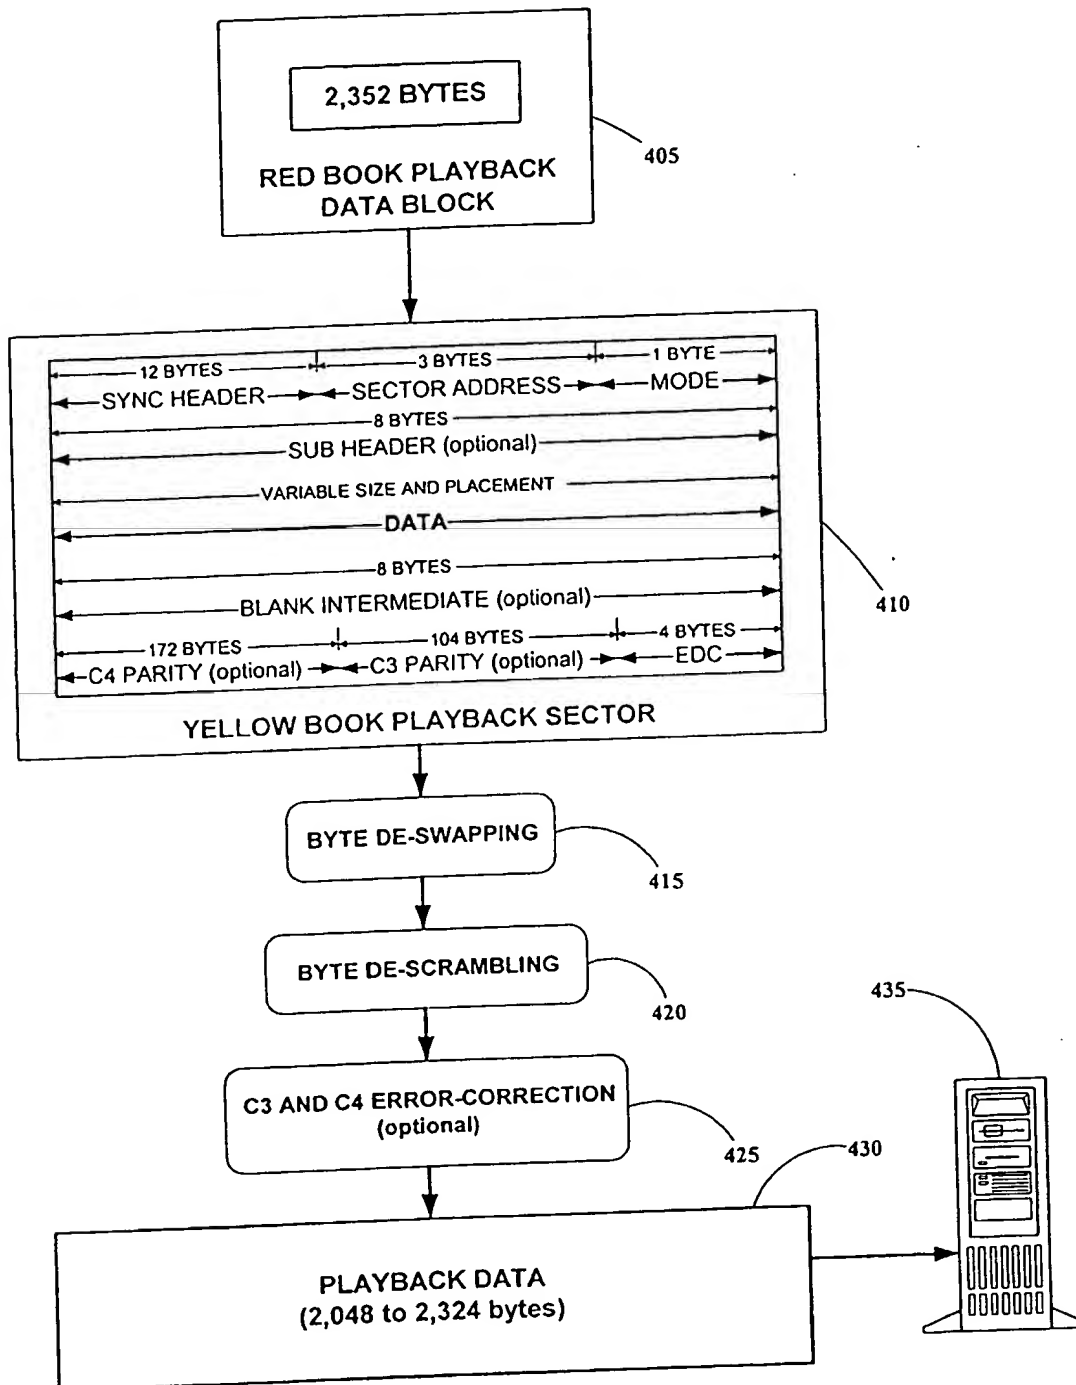 2,352 BYTES
RED BOOK PLAYBACK
DATA BLOCK
405
12 BYTES 3 BYTES 1 BYTE
SYNC HEADER SECTOR ADDRESS MODE
8 BYTES
SUB HEADER (optional)
VARIABLE SIZE AND PLACEMENT
DATA
8 BYTES
BLANK INTERMEDIATE (optional)
172 BYTES 104 BYTES 4 BYTES
C4 PARITY (optional) C3 PARITY (optional) EDC
YELLOW BOOK PLAYBACK SECTOR
410
BYTE DE-SWAPPING
415
BYTE DE-SCRAMBLING
420
435
C3 AND C4 ERROR-CORRECTION
(optional)
425
430
PLAYBACK DATA
(2,048 to 2,324 bytes)